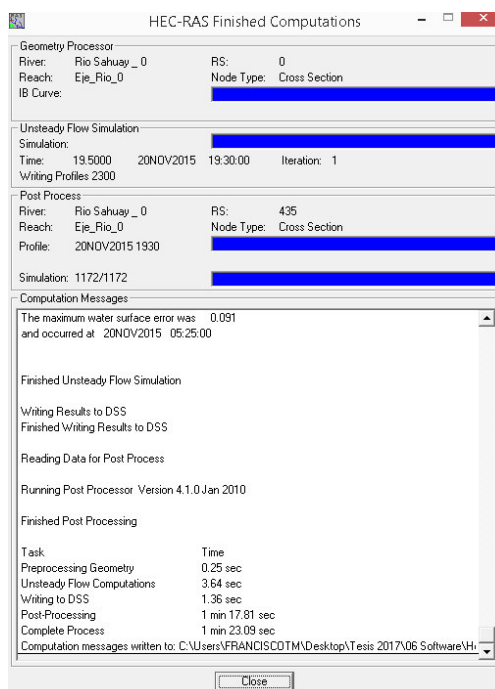 HEC-RAS Finished Computations
Geometry Processor
River: Rio Sahuay _ 0 RS: 0
Reach: Eje_Rio_0 Node Type: Cross Section
IB Curve:
Unsteady Flow Simulation
Simulation:
Time: 19.5000 20NOV2015 19:30:00 Iteration: 1
Writing Profiles 2300
Post Process
River: Rio Sahuay _ 0 RS: 435
Reach: Eje_Rio_0 Node Type: Cross Section
Profile: 20NOV2015 1930
Simulation: 1172/1172
Computation Messages
The maximum water surface error was 0.091
and occurred at 20NOV2015 05:25:00
Finished Unsteady Flow Simulation
Writing Results to DSS
Finished Writing Results to DSS
Reading Data for Post Process
Running Post Processor Version 4.1.0 Jan 2010
Finished Post Processing
Task Time
Preprocessing Geometry 0.25 sec
Unsteady Flow Computations 3.64 sec
Writing to DSS 1.36 sec
Post-Processing 1 min 17.81 sec
Complete Process 1 min 23.09 sec
Computation messages written to: C:\Users\FRANCISCOTM\Desktop\Tesis 2017\06 Software\H
Close